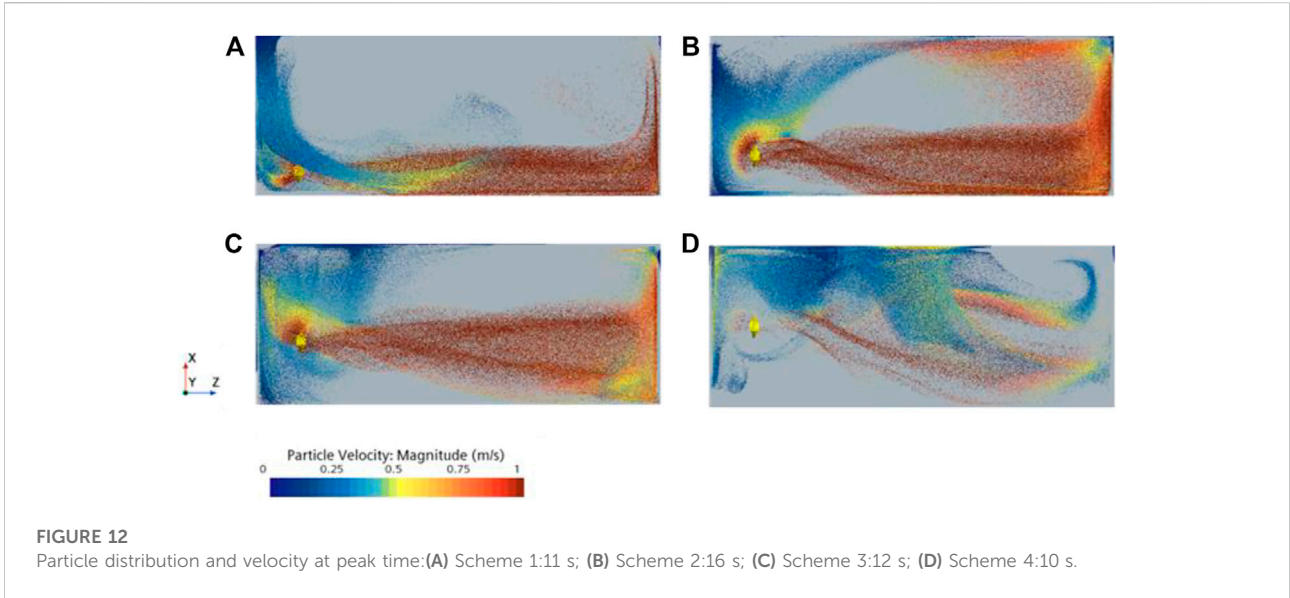 A
B
C
D
X
Y
Z
Particle Velocity: Magnitude (m/s)
0 0.25 0.5 0.75 1
FIGURE 12
Particle distribution and velocity at peak time:(A) Scheme 1:11 s; (B) Scheme 2:16 s; (C) Scheme 3:12 s; (D) Scheme 4:10 s.